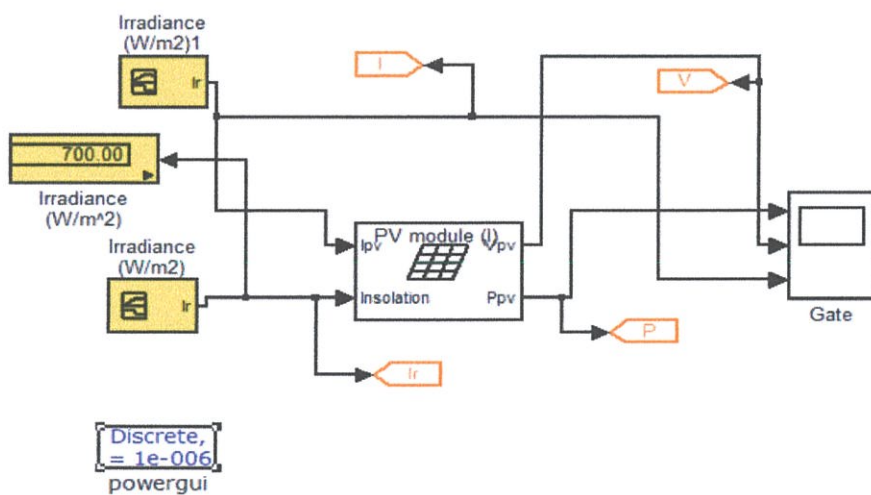 Irradiance
(W/m2)1
Ir
I
V
700.00
Irradiance
(W/m^2)
Irradiance
(W/m2)
Ir
PV module (I)
Ipv
Vpv
Insolation
Ppv
Gate
P
Ir
Discrete,
= 1e-006
powergui